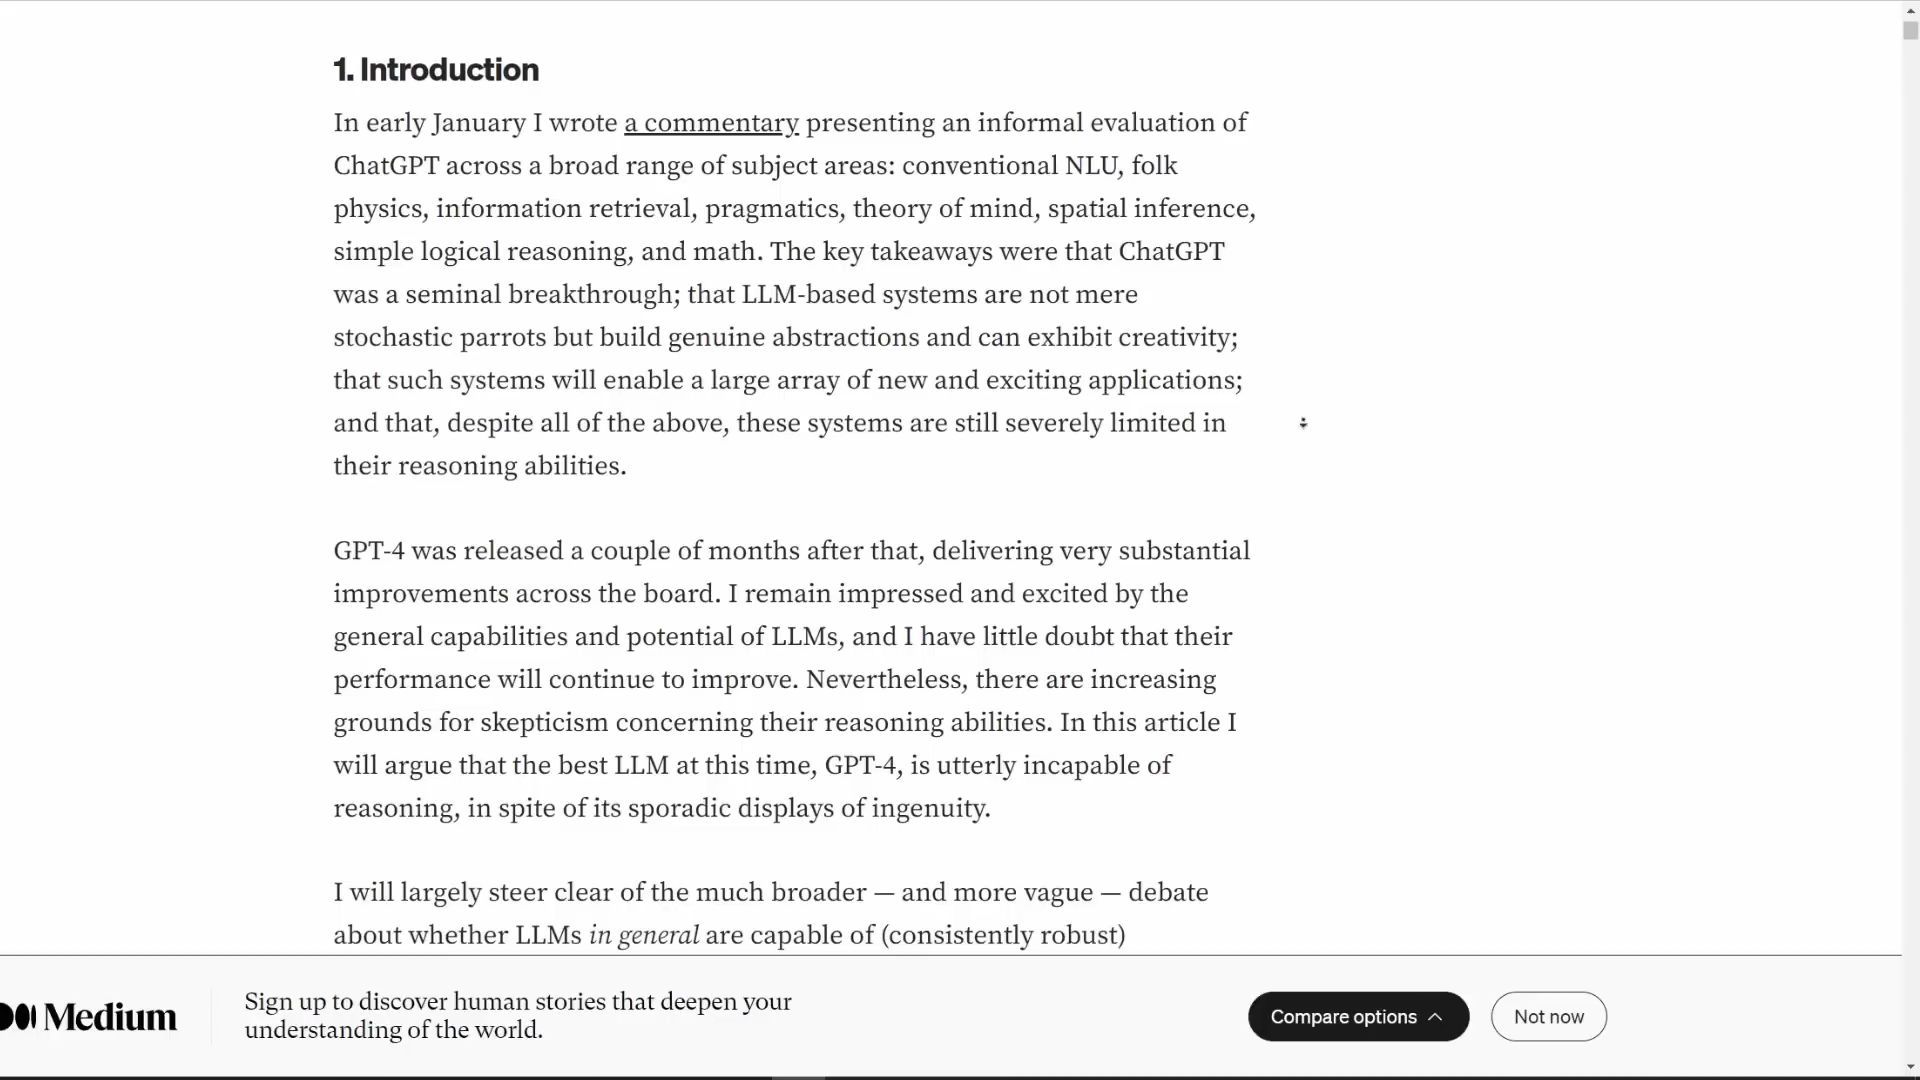 1. Introduction
In early January I wrote a commentary presenting an informal evaluation of
ChatGPT across a broad range of subject areas: conventional NLU, folk
physics, information retrieval, pragmatics, theory of mind, spatial inference,
simple logical reasoning, and math. The key takeaways were that ChatGPT
was a seminal breakthrough; that LLM-based systems are not mere
stochastic parrots but build genuine abstractions and can exhibit creativity;
that such systems will enable a large array of new and exciting applications;
and that, despite all of the above, these systems are still severely limited in
their reasoning abilities.
GPT-4 was released a couple of months after that, delivering very substantial
improvements across the board. I remain impressed and excited by the
general capabilities and potential of LLMs, and I have little doubt that their
performance will continue to improve. Nevertheless, there are increasing
grounds for skepticism concerning their reasoning abilities. In this article I
will argue that the best LLM at this time, GPT-4, is utterly incapable of
reasoning, in spite of its sporadic displays of ingenuity.
I will largely steer clear of the much broader — and more vague — debate
about whether LLMs in general are capable of (consistently robust)
Medium
Sign up to discover human stories that deepen your
understanding of the world.
Compare options
Not now